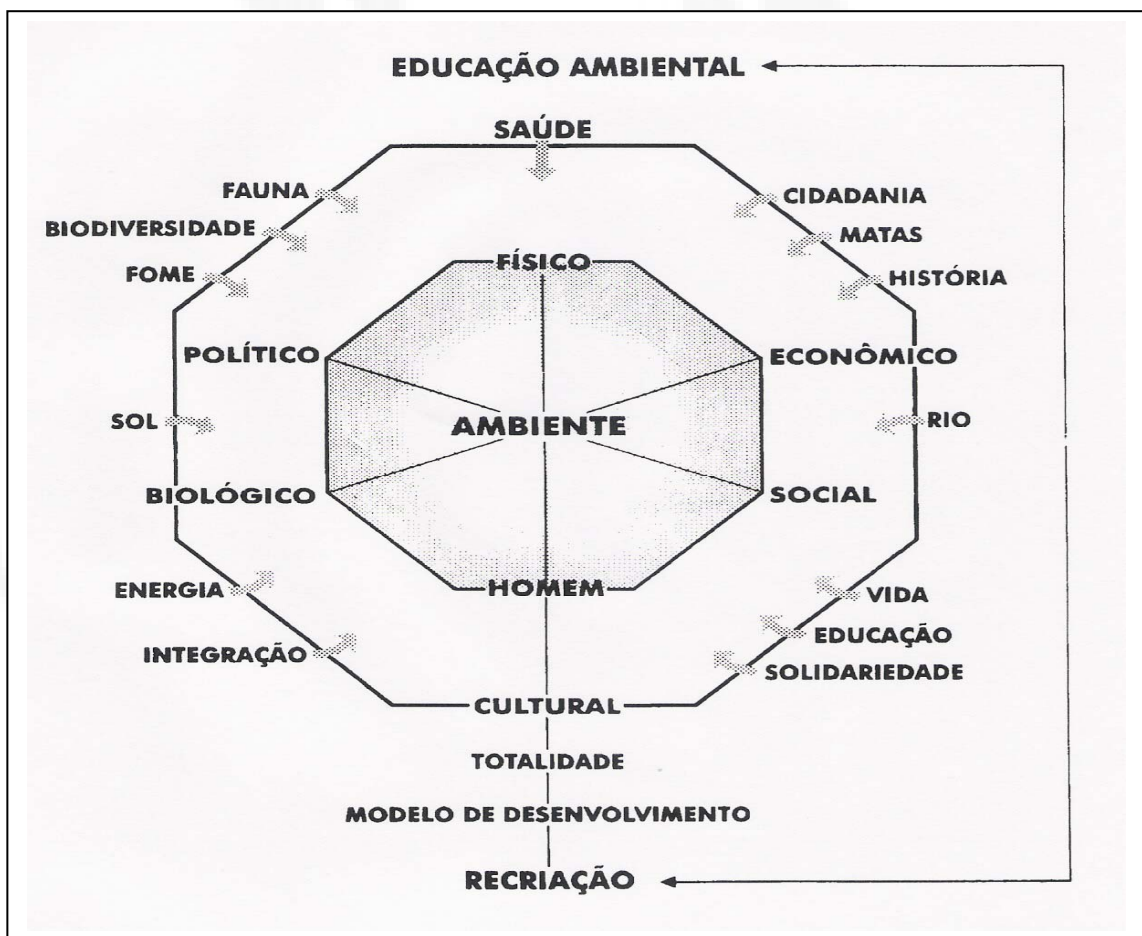 EDUCAÇÃO AMBIENTAL
SAÚDE
FAUNA
CIDADANIA
BIODIVERSIDADE
MATAS
FOME
FÍSICO
HISTÓRIA
POLÍTICO
ECONÔMICO
SOL
AMBIENTE
RIO
BIOLÓGICO
SOCIAL
ENERGIA
HOMEM
VIDA
EDUCAÇÃO
INTEGRAÇÃO
SOLIDARIEDADE
CULTURAL
TOTALIDADE
MODELO DE DESENVOLVIMENTO
RECRIAÇÃO